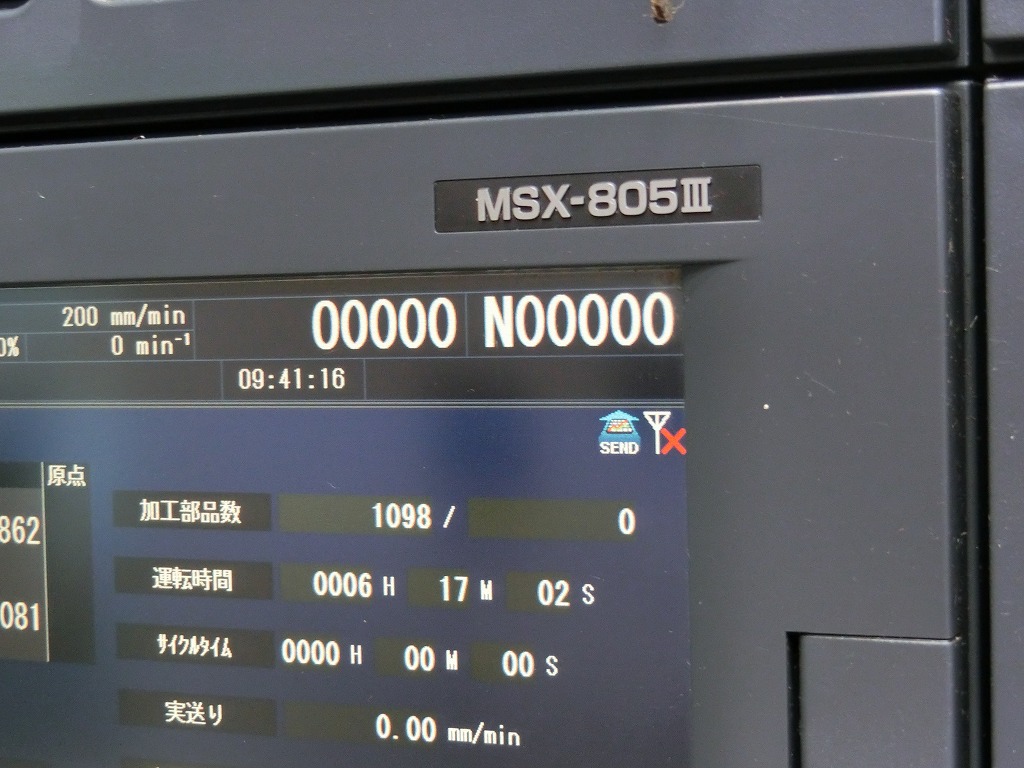 MSX-805III
200 mm/min
00000 N00000
0% 0 min⁻¹
09:41:16
SEND
原点
862
081
加工部品数 1098 / 0
運転時間 0006 H 17 M 02 S
サイクルタイム 0000 H 00 M 00 S
実送り 0.00 mm/min